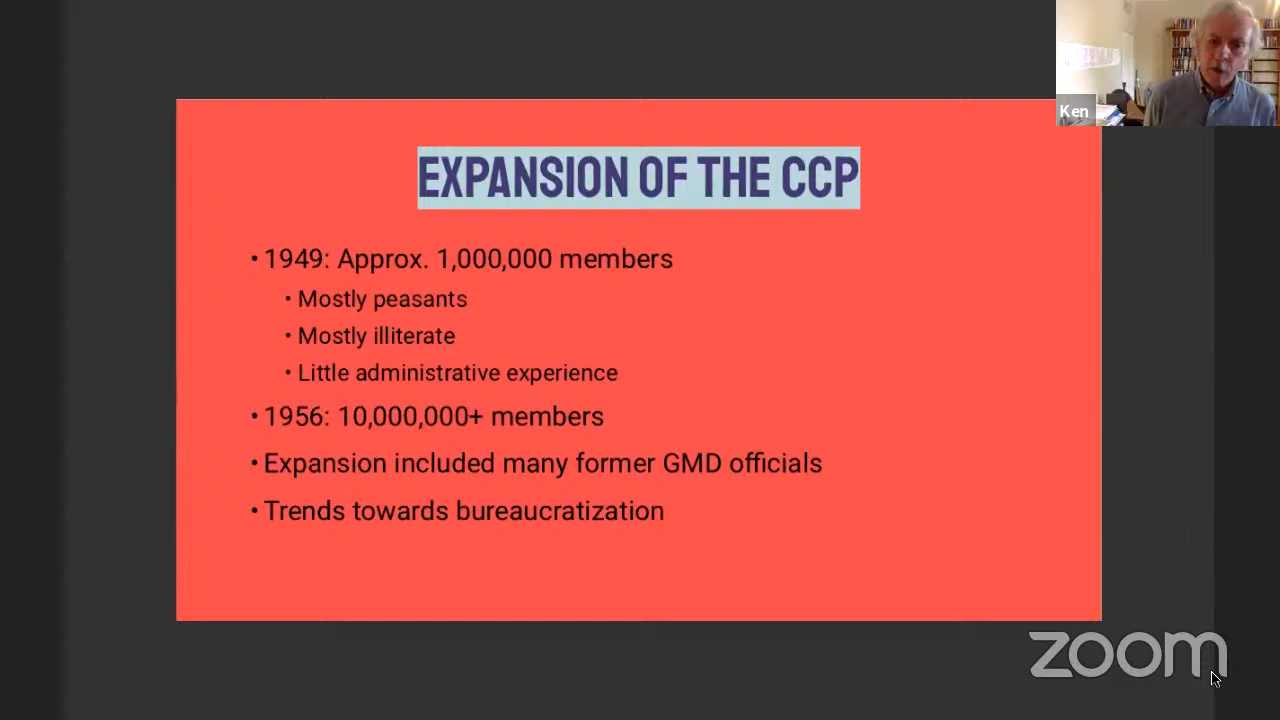 Ken
EXPANSION OF THE CCP
• 1949: Approx. 1,000,000 members
• Mostly peasants
• Mostly illiterate
• Little administrative experience
• 1956: 10,000,000+ members
• Expansion included many former GMD officials
• Trends towards bureaucratization
zoom